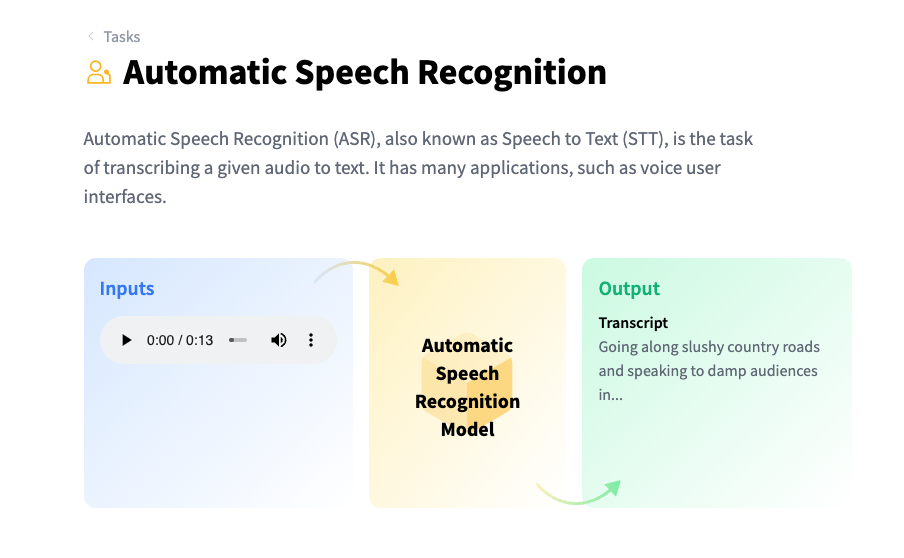 Tasks
Automatic Speech Recognition
Automatic Speech Recognition (ASR), also known as Speech to Text (STT), is the task
of transcribing a given audio to text. It has many applications, such as voice user
interfaces.
Inputs
0:00 / 0:13
Automatic
Speech
Recognition
Model
Output
Transcript
Going along slushy country roads
and speaking to damp audiences
in...